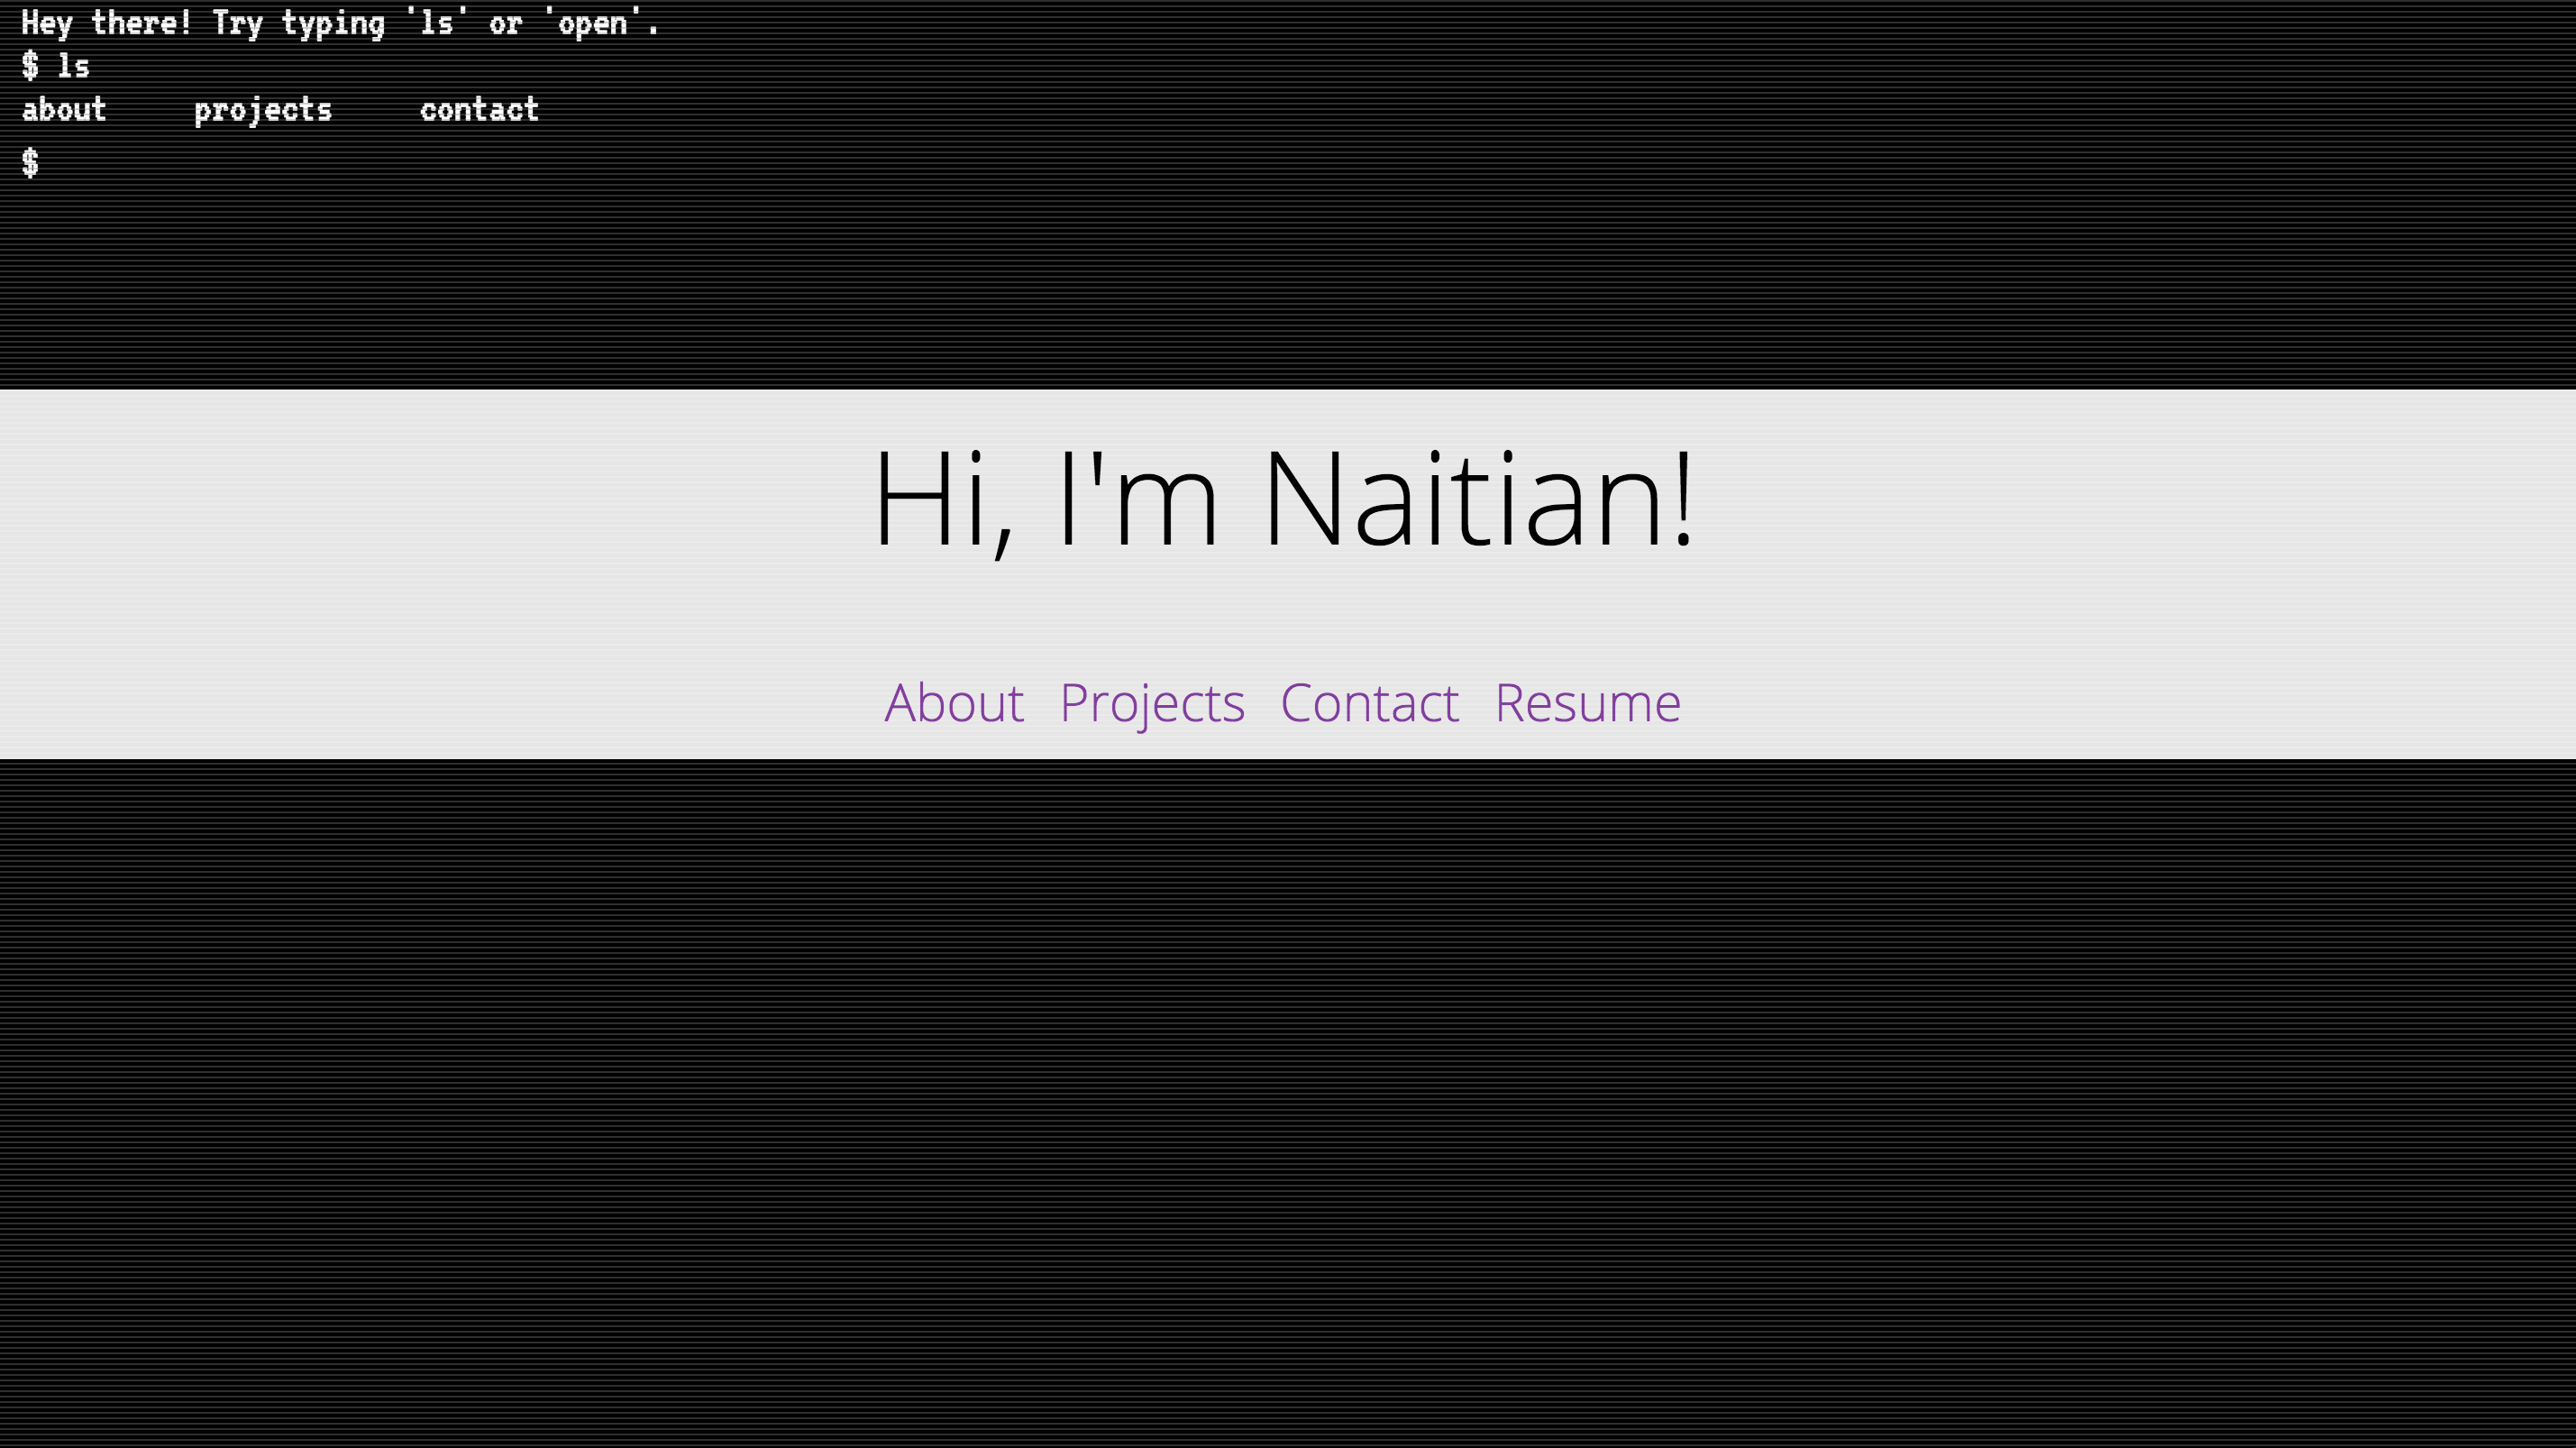 Hey there! Try typing 'ls' or 'open'.
$ ls
about projects contact
$
Hi, I'm Naitian!
About Projects Contact Resume